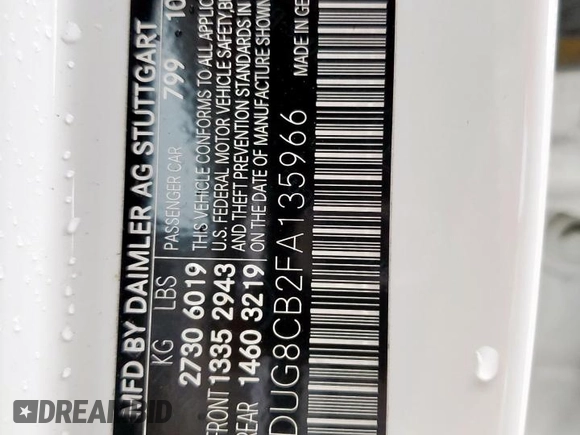 MFD BY DAIMLER AG STUTTGART
KG LBS PASSENGER CAR 799 10
2730 6019 THIS VEHICLE CONFORMS TO ALL APPLIC
FRONT 1335 2943 U.S. FEDERAL MOTOR VEHICLE SAFETY,
REAR 1460 3219 AND THEFT PREVENTION STANDARDS IN
ON THE DATE OF MANUFACTURE SHOWN
DUG8CB2FA135966 MADE IN GE
DREAMBID